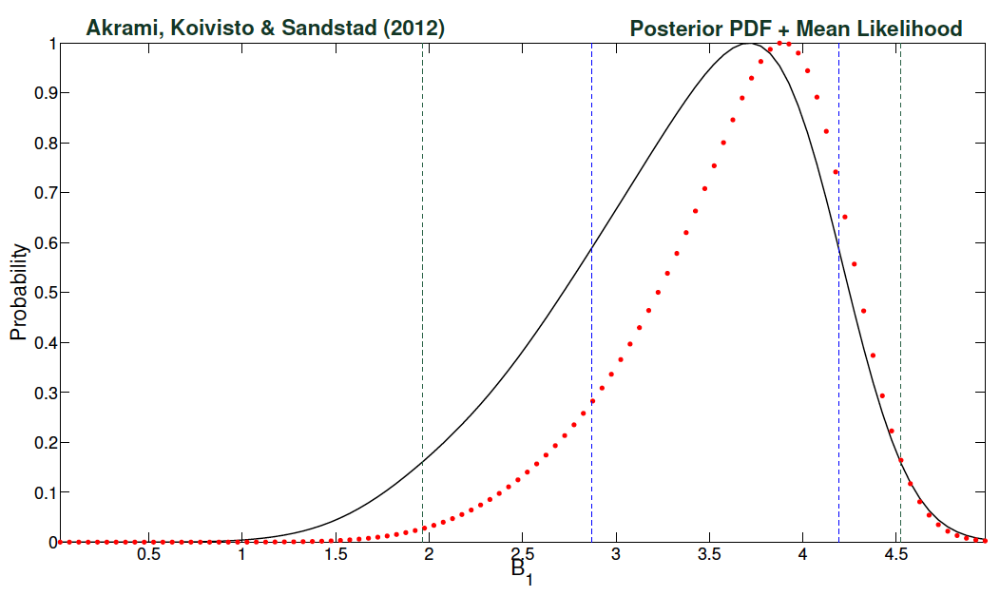 Akrami, Koivisto & Sandstad (2012) Posterior PDF + Mean Likelihood
1
0.9
0.8
0.7
0.6
0.5
0.4
0.3
0.2
0.1
0
Probability
0.5 1 1.5 2 2.5 3 3.5 4 4.5
B1